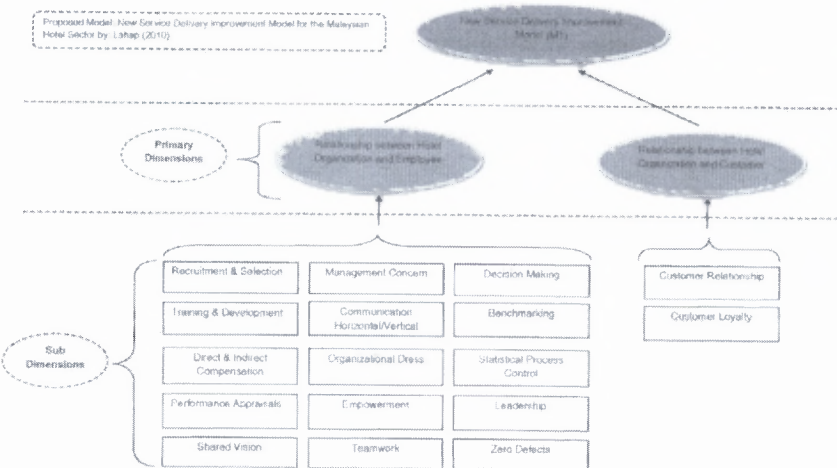 Proposed Model: New Service Delivery Improvement Model for the Malaysian
Hotel Sector by: Lahap (2010)
New Service Delivery Improvement
Model (M1)
Primary
Dimensions
Relationship between Hotel
Organization and Employee
Relationship between Hotel
Organization and Customer
Recruitment & Selection
Management Concern
Decision Making
Customer Relationship
Training & Development
Communication
Horizontal/Vertical
Benchmarking
Customer Loyalty
Sub
Dimensions
Direct & Indirect
Compensation
Organizational Dress
Statistical Process
Control
Performance Appraisals
Empowerment
Leadership
Shared Vision
Teamwork
Zero Defects